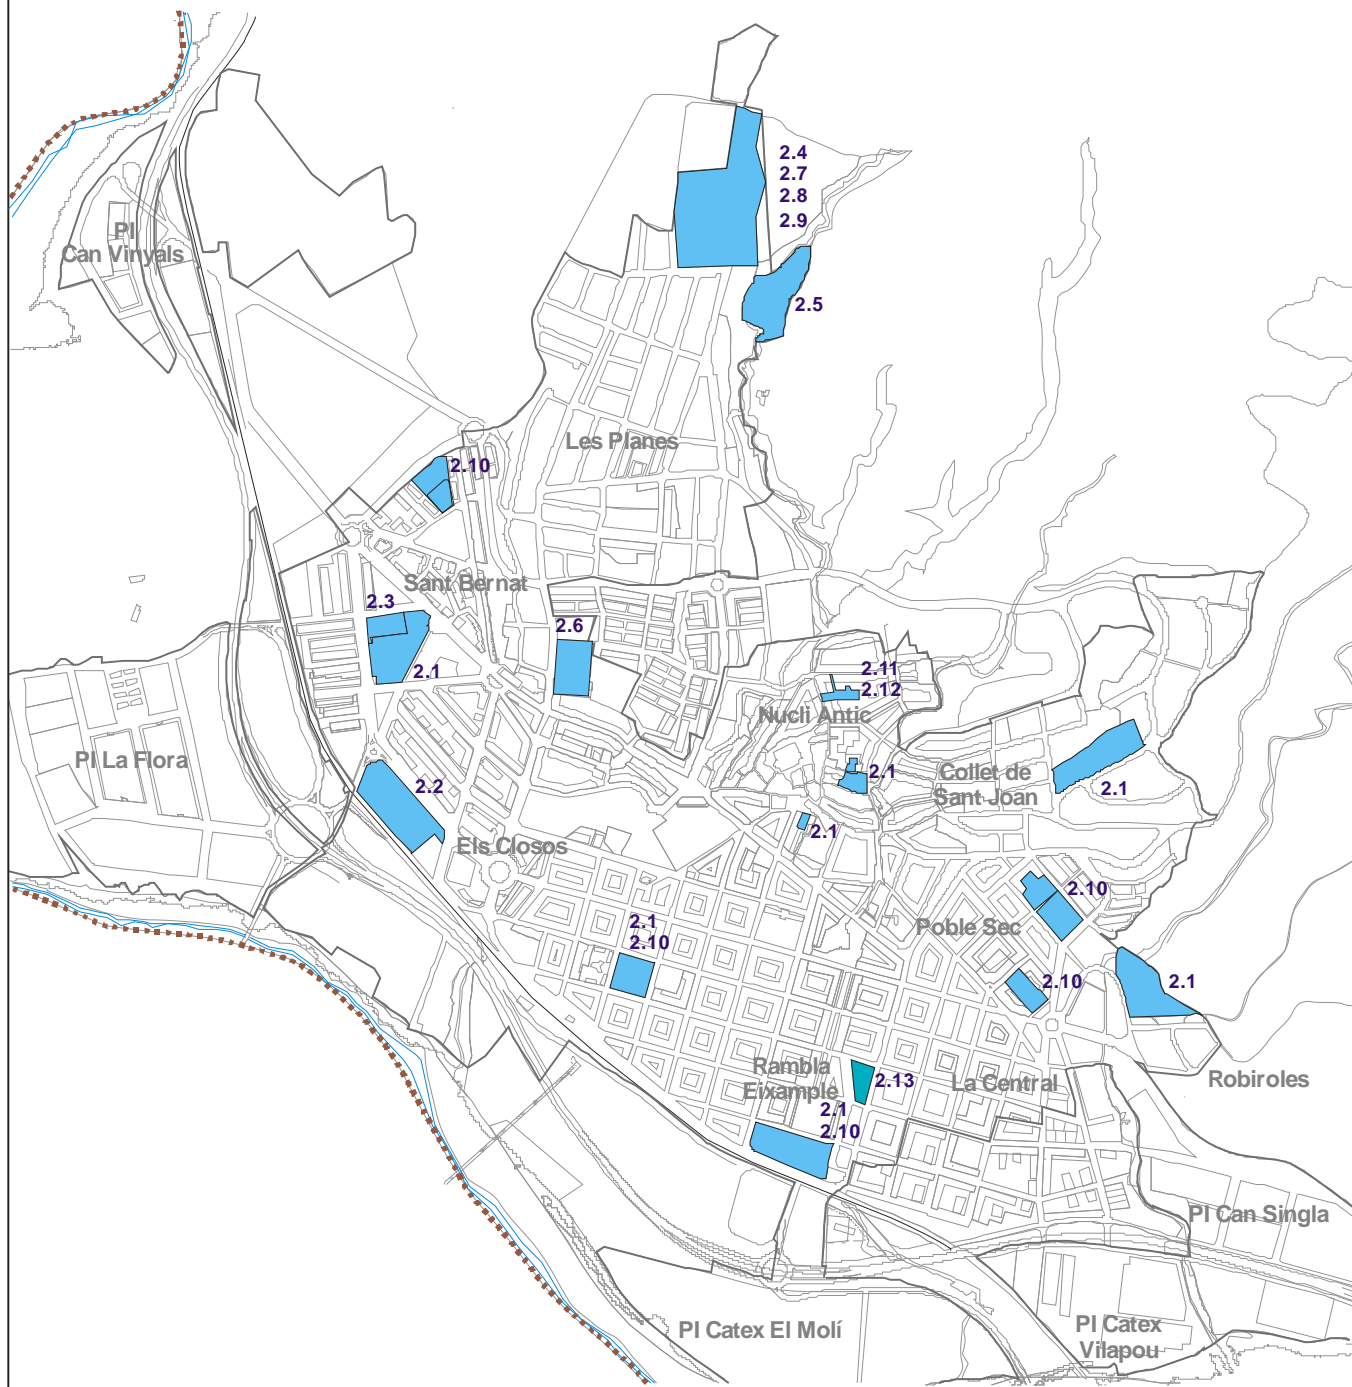 2.4
2.7
2.8
2.9
PI
Can Vinyals
2.5
Les Planes
2.10
Sant Bernat
2.3
2.6
2.1
2.11
2.12
Nucli Antic
PI La Flora
2.2
2.1
Collet de
Sant Joan
2.1
2.1
Els Closos
2.10
2.1
2.10
Poble Sec
2.10
2.1
Rambla
Eixample
2.13
La Central
Robiroles
2.1
2.10
PI Can Singla
PI Catex El Molí
PI Catex
Vilapou